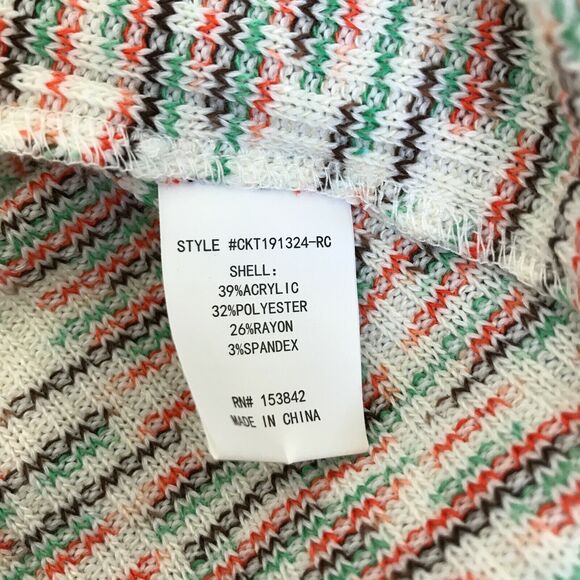 STYLE #CKT191324-RC
SHELL:
39%ACRYLIC
32%POLYESTER
26%RAYON
3%SPANDEX
RN# 153842
MADE IN CHINA